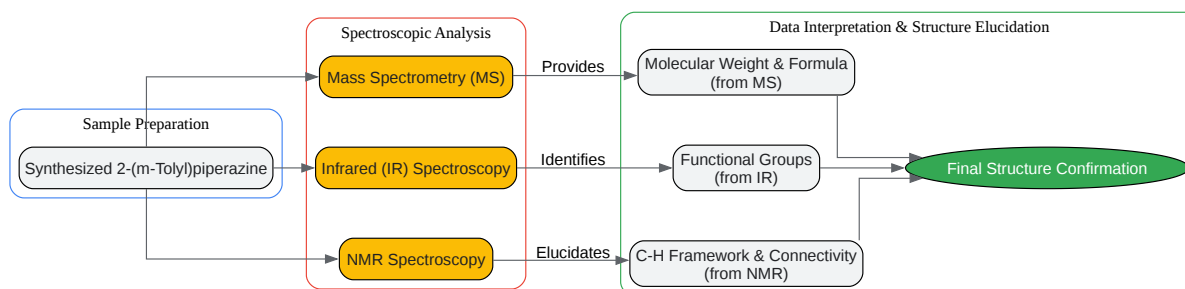 Spectroscopic Analysis
Data Interpretation & Structure Elucidation
Mass Spectrometry (MS)
Provides
Molecular Weight & Formula
(from MS)
Sample Preparation
Synthesized 2-(m-Tolyl)piperazine
Infrared (IR) Spectroscopy
Identifies
Functional Groups
(from IR)
Final Structure Confirmation
NMR Spectroscopy
Elucidates
C-H Framework & Connectivity
(from NMR)